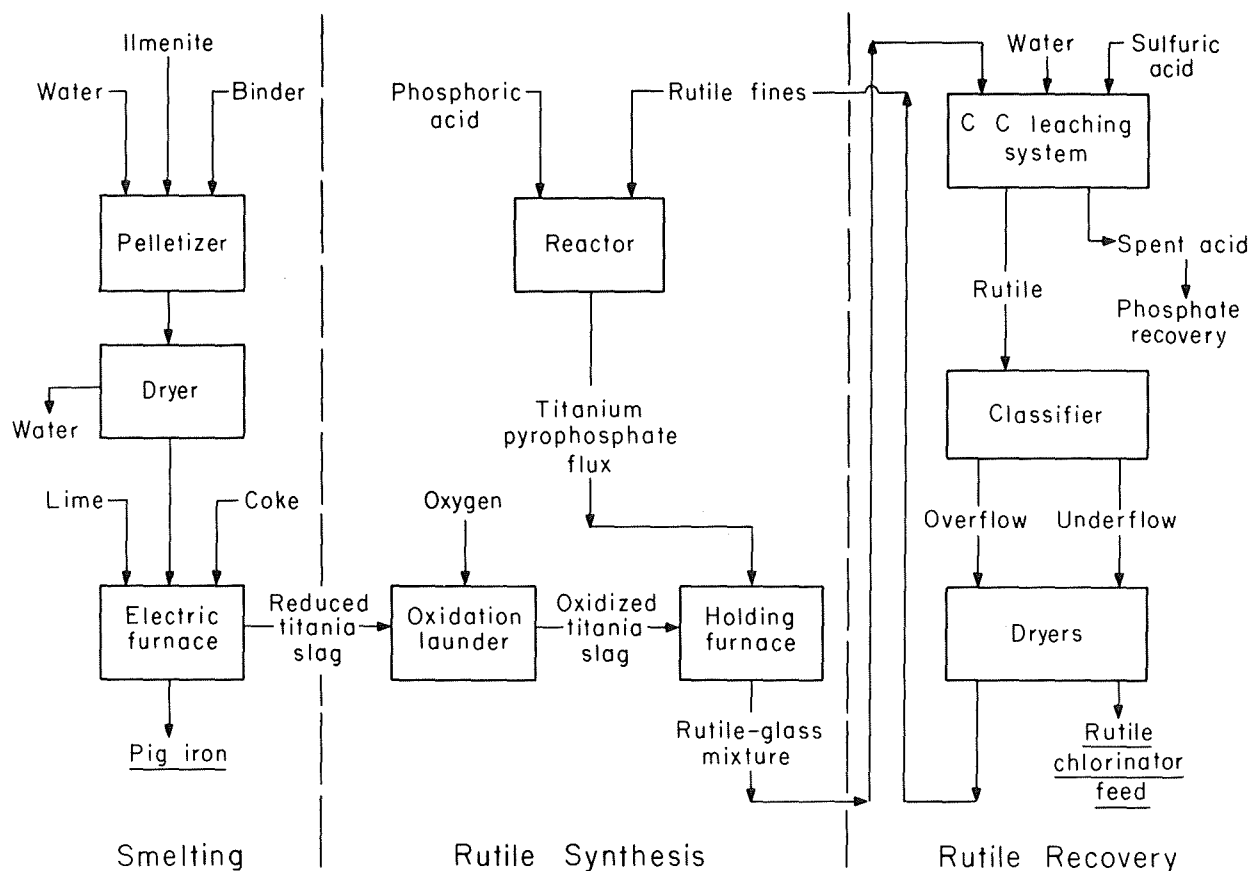 Ilmenite
Water
Binder
Pelletizer
Dryer
Water
Lime
Coke
Electric
furnace
Pig iron
Reduced
titania
slag
Smelting
Phosphoric
acid
Rutile fines
Reactor
Titanium
pyrophosphate
flux
Oxygen
Oxidation
launder
Oxidized
titania
slag
Holding
furnace
Rutile-glass
mixture
Rutile Synthesis
Water
Sulfuric
acid
C C leaching
system
Spent acid
Phosphate
recovery
Rutile
Classifier
Overflow
Underflow
Dryers
Rutile
chlorinator
feed
Rutile Recovery